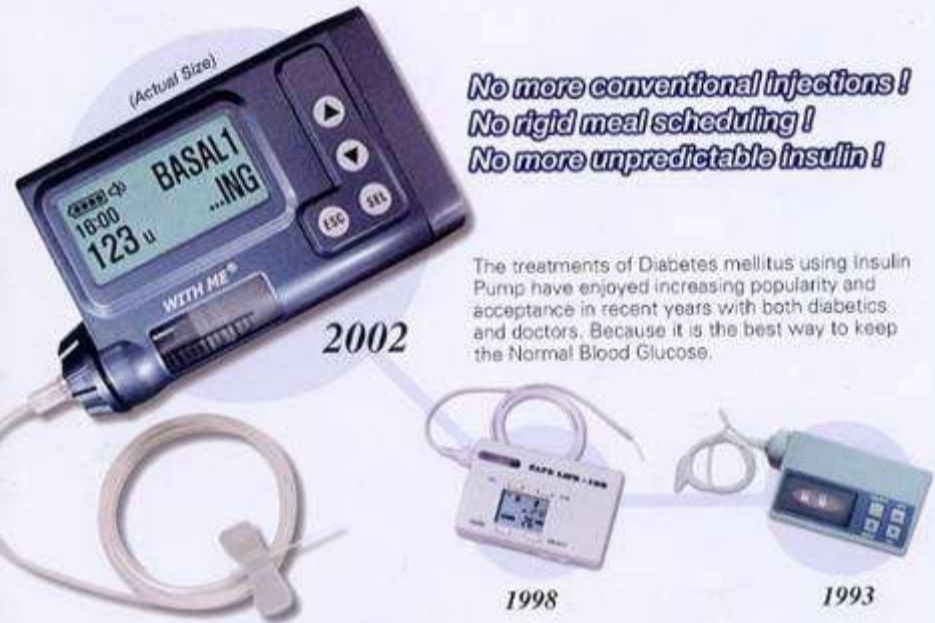 (Actual Size)
BASAL1
16:00
...ING
123 u
ESC
SEL
WITH ME®
2002
No more conventional injections !
No rigid meal scheduling !
No more unpredictable insulin !
The treatments of Diabetes mellitus using Insulin
Pump have enjoyed increasing popularity and
acceptance in recent years with both diabetics
and doctors. Because it is the best way to keep
the Normal Blood Glucose.
1998
1993